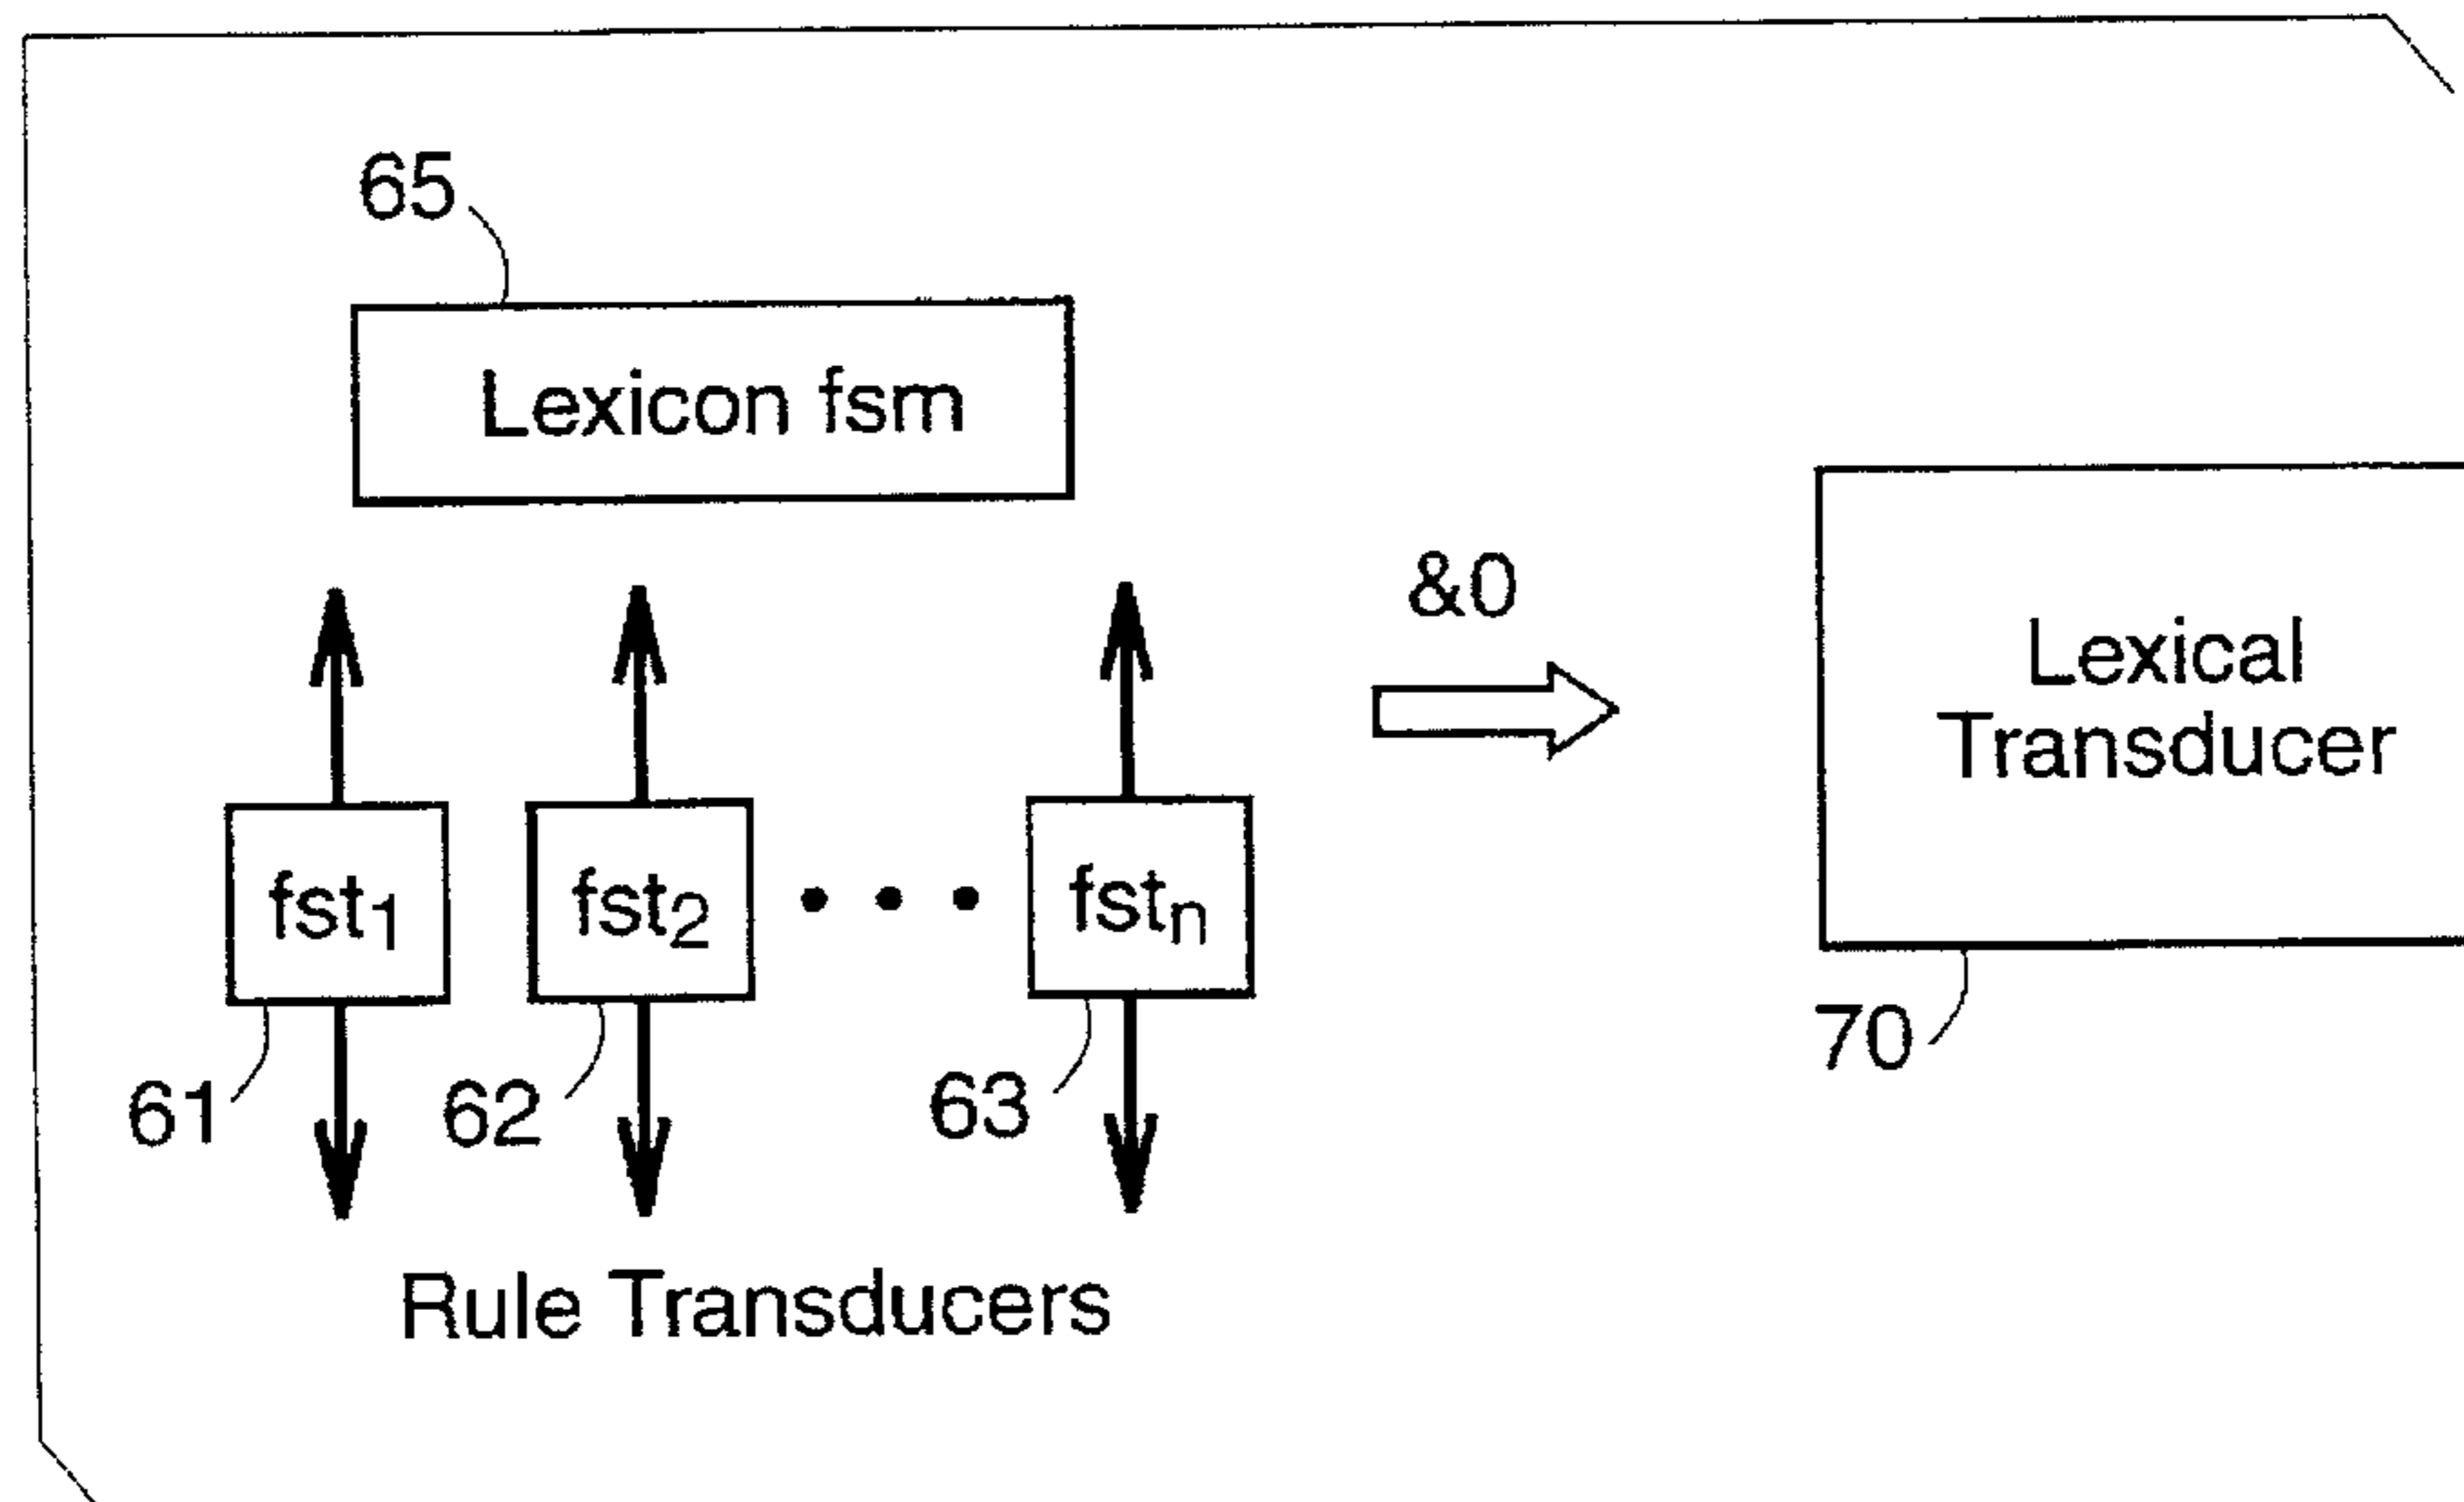 65
Lexicon fsm
&0
Lexical
Transducer
fst1 fst2 • • • fstn
70
61 62 63
Rule Transducers